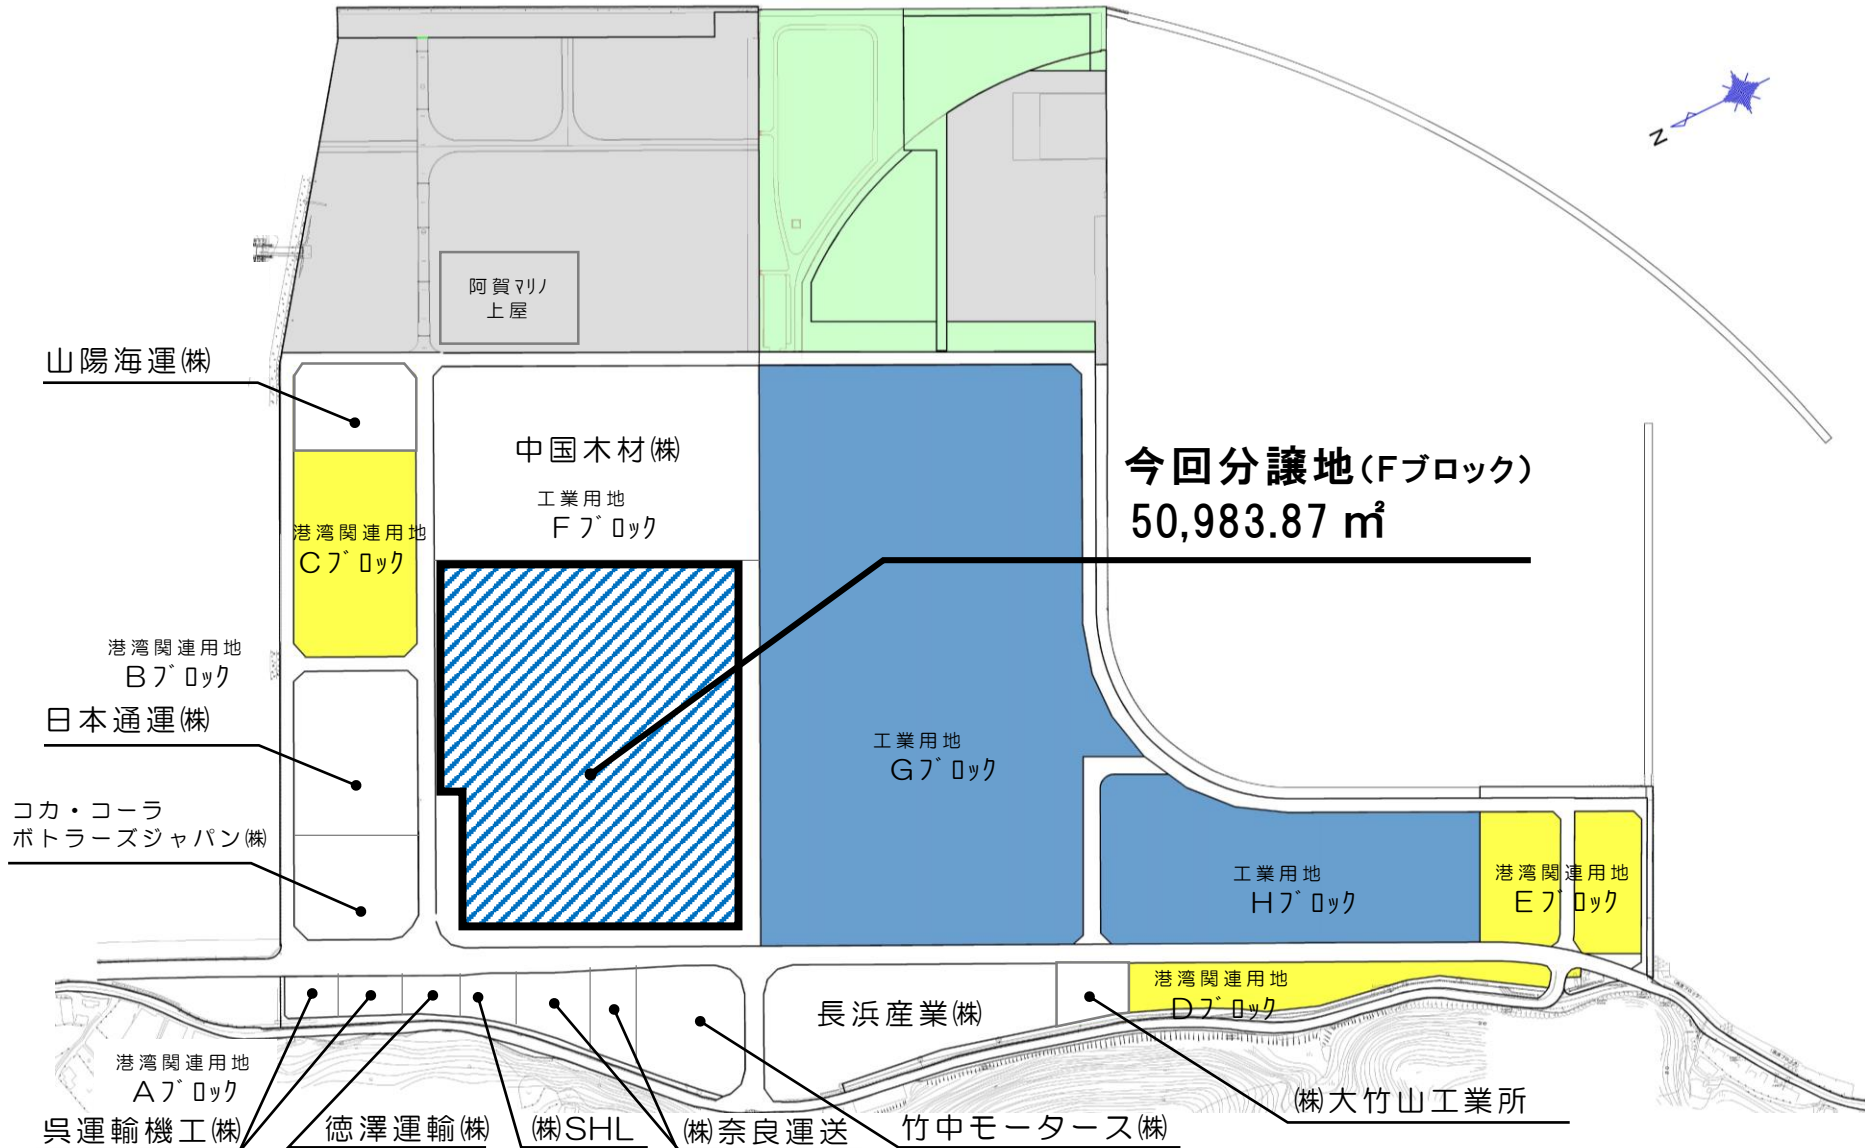 N
阿賀ﾏﾘﾉ
上屋
山陽海運㈱
中国木材㈱
工業用地
Fブロック
今回分譲地(Fブロック)
50,983.87 ㎡
港湾関連用地
Cブロック
港湾関連用地
Bブロック
日本通運㈱
コカ・コーラ
ボトラーズジャパン㈱
工業用地
Gブロック
工業用地
Hブロック
港湾関連用地
Eブロック
港湾関連用地
Dブロック
長浜産業㈱
港湾関連用地
Aブロック
呉運輸機工㈱
徳澤運輸㈱
㈱SHL
㈱奈良運送
竹中モータース㈱
㈱大竹山工業所